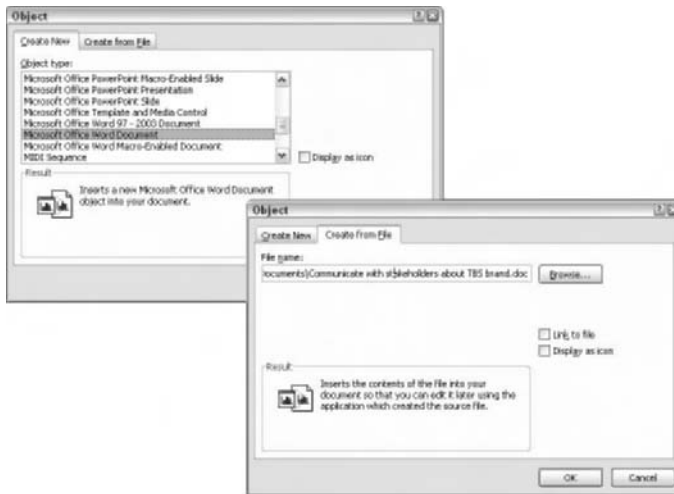 Object
Create New
Create from File
Object type:
Microsoft Office PowerPoint Macro-Enabled Slide
Microsoft Office PowerPoint Presentation
Microsoft Office PowerPoint Slide
Microsoft Office Template and Media Control
Microsoft Office Word 97 - 2003 Document
Microsoft Office Word Document
Microsoft Office Word Macro-Enabled Document
MIDI Sequence
Display as icon
Result
Inserts a new Microsoft Office Word Document
object into your document.
Object
Create New
Create from File
File name:
ocuments\Communicate with stakeholders about TBS brand.doc
Browse...
Link to file
Display as icon
Result
Inserts the contents of the file into your
document so that you can edit it later using the
application which created the source file.
OK
Cancel